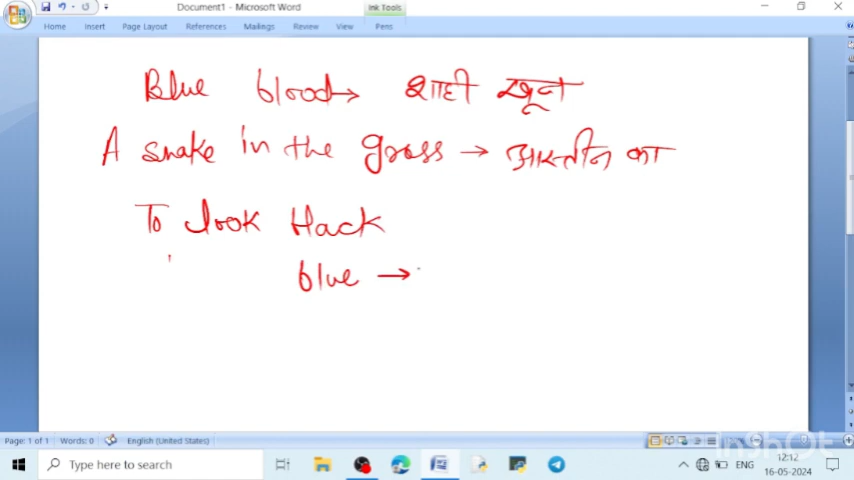 Document1 - Microsoft Word
Ink Tools
Home Insert Page Layout References Mailings Review View Pens
Blue blood→ शाही खून
A snake in the grass → आस्तीन का
To look black
blue →
Page: 1 of 1 Words: 0 English (United States)
InShOt
Type here to search
ENG
12:12
16-05-2024